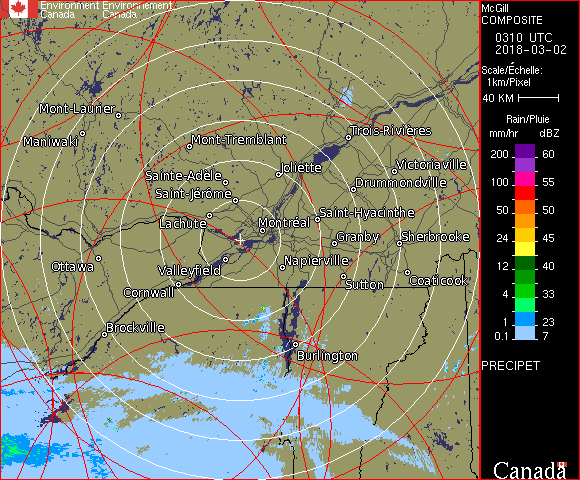 Environment Environnement
Canada Canada
McGill
COMPOSITE
0310 UTC
2018-03-02
Scale/Échelle:
1km/Pixel
40 KM
Rain/Pluie
mm/hr dBZ
200 60
155
100 55
50 50
24 45
12 40
4 33
1 23
0.1 7
PRECIPET
Canada
Mont-Laurier
Trois-Rivières
Maniwaki
Mont-Tremblant
Victoriaville
Joliette
Sainte-Adèle
Drummondville
Saint-Jérôme
Saint-Hyacinthe
Lachute
Montréal
Granby
Sherbrooke
Ottawa
Valleyfield
Napierville
Coaticook
Cornwall
Sutton
Brockville
Burlington